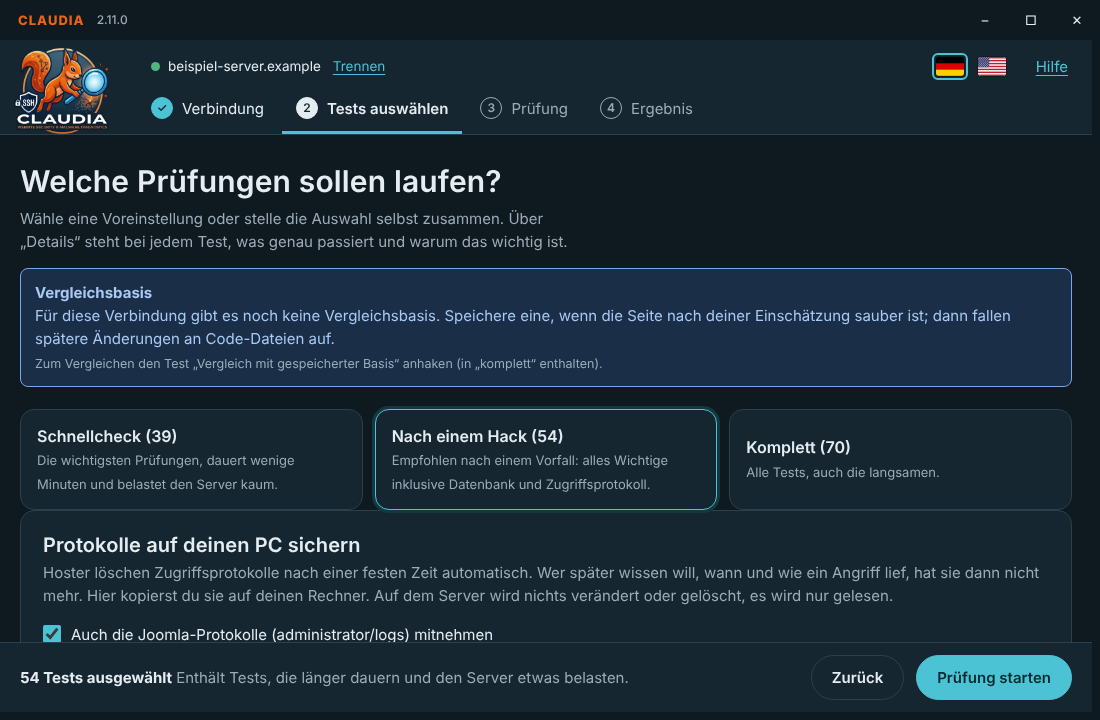 CLAUDIA 2.11.0
SSH
CLAUDIA
beispiel-server.example Trennen
Hilfe
Verbindung
2 Tests auswählen
3 Prüfung
4 Ergebnis
Welche Prüfungen sollen laufen?
Wähle eine Voreinstellung oder stelle die Auswahl selbst zusammen. Über
„Details“ steht bei jedem Test, was genau passiert und warum das wichtig ist.
Vergleichsbasis
Für diese Verbindung gibt es noch keine Vergleichsbasis. Speichere eine, wenn die Seite nach deiner Einschätzung sauber ist; dann fallen
spätere Änderungen an Code-Dateien auf.
Zum Vergleichen den Test „Vergleich mit gespeicherter Basis“ anhaken (in „komplett“ enthalten).
Schnellcheck (39)
Die wichtigsten Prüfungen, dauert wenige
Minuten und belastet den Server kaum.
Nach einem Hack (54)
Empfohlen nach einem Vorfall: alles Wichtige
inklusive Datenbank und Zugriffsprotokoll.
Komplett (70)
Alle Tests, auch die langsamen.
Protokolle auf deinen PC sichern
Hoster löschen Zugriffsprotokolle nach einer festen Zeit automatisch. Wer später wissen will, wann und wie ein Angriff lief, hat sie dann nicht
mehr. Hier kopierst du sie auf deinen Rechner. Auf dem Server wird nichts verändert oder gelöscht, es wird nur gelesen.
Auch die Joomla-Protokolle (administrator/logs) mitnehmen
54 Tests ausgewählt Enthält Tests, die länger dauern und den Server etwas belasten.
Zurück
Prüfung starten